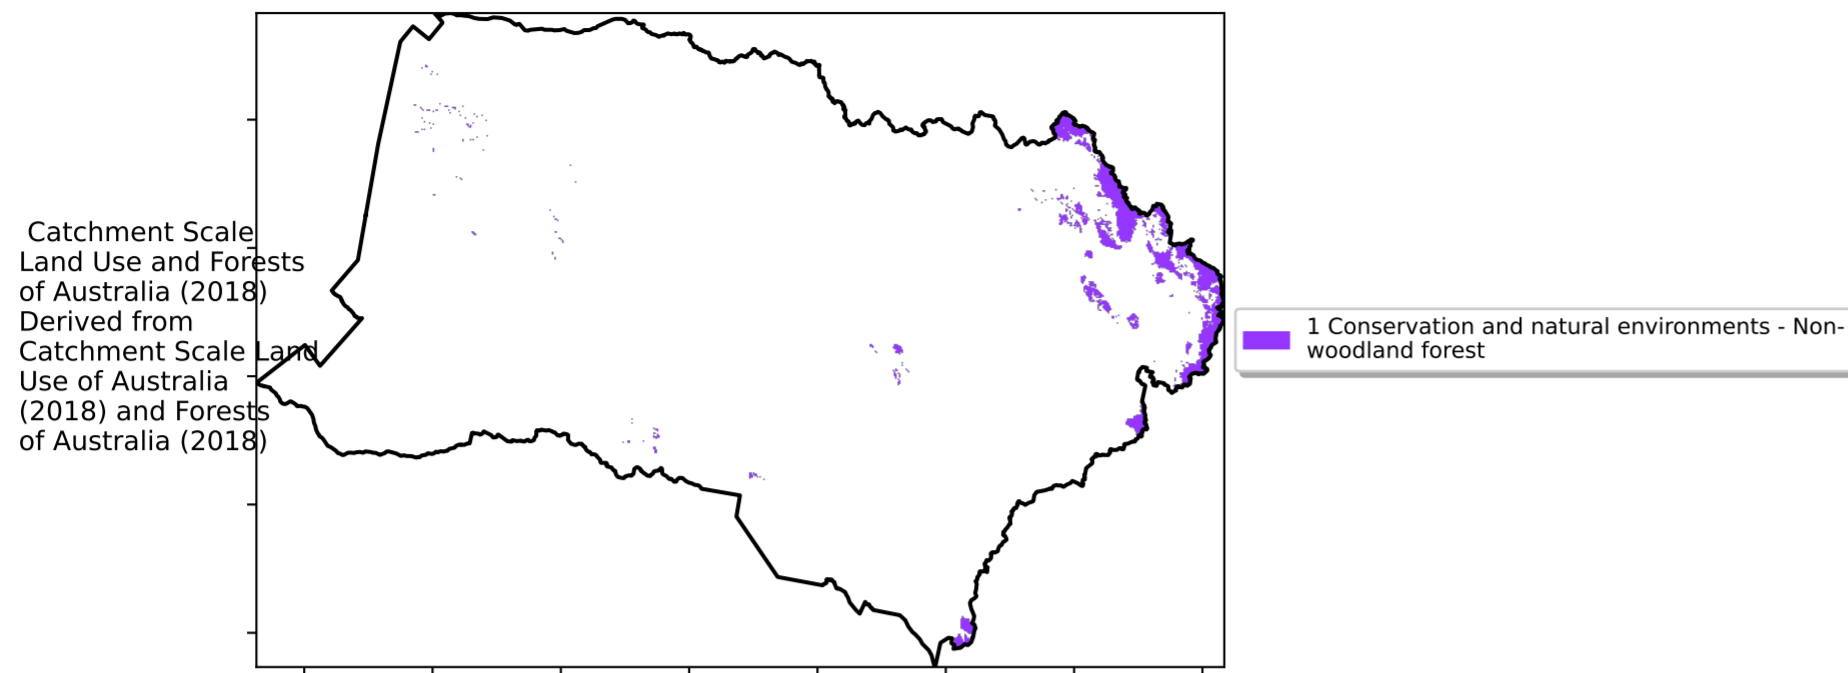 Catchment Scale
Land Use and Forests
of Australia (2018)
Derived from
Catchment Scale Land
Use of Australia
(2018) and Forests
of Australia (2018)
1 Conservation and natural environments - Non-
woodland forest